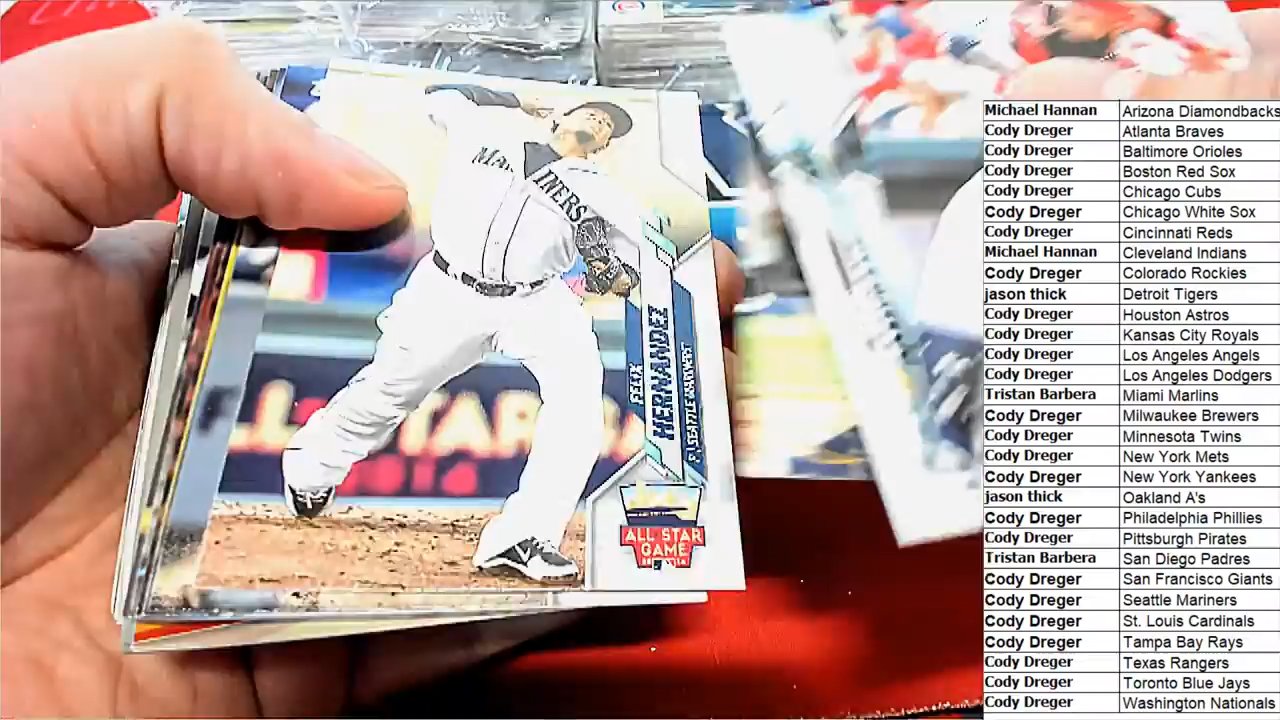 MARINERS
FELIX
HERNANDEZ
P, SEATTLE MARINERS
ALL STAR
GAME
Michael Hannan Arizona Diamondbacks
Cody Dreger Atlanta Braves
Cody Dreger Baltimore Orioles
Cody Dreger Boston Red Sox
Cody Dreger Chicago Cubs
Cody Dreger Chicago White Sox
Cody Dreger Cincinnati Reds
Michael Hannan Cleveland Indians
Cody Dreger Colorado Rockies
jason thick Detroit Tigers
Cody Dreger Houston Astros
Cody Dreger Kansas City Royals
Cody Dreger Los Angeles Angels
Cody Dreger Los Angeles Dodgers
Tristan Barbera Miami Marlins
Cody Dreger Milwaukee Brewers
Cody Dreger Minnesota Twins
Cody Dreger New York Mets
Cody Dreger New York Yankees
jason thick Oakland A's
Cody Dreger Philadelphia Phillies
Cody Dreger Pittsburgh Pirates
Tristan Barbera San Diego Padres
Cody Dreger San Francisco Giants
Cody Dreger Seattle Mariners
Cody Dreger St. Louis Cardinals
Cody Dreger Tampa Bay Rays
Cody Dreger Texas Rangers
Cody Dreger Toronto Blue Jays
Cody Dreger Washington Nationals